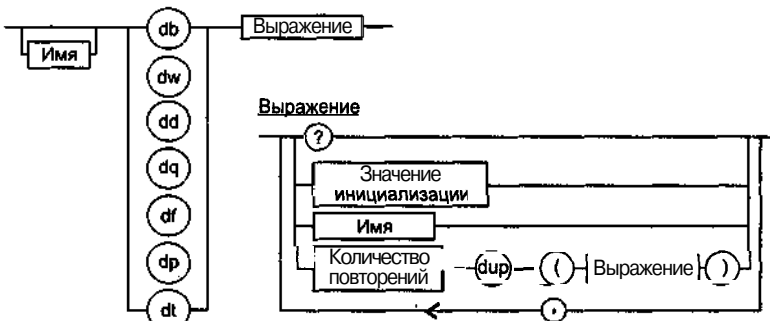 db Выражение
Имя
dw
dd
Выражение
?
dq
Значение
инициализации
df
Имя
dp
Количество
повторений dup ( Выражение )
dt
,